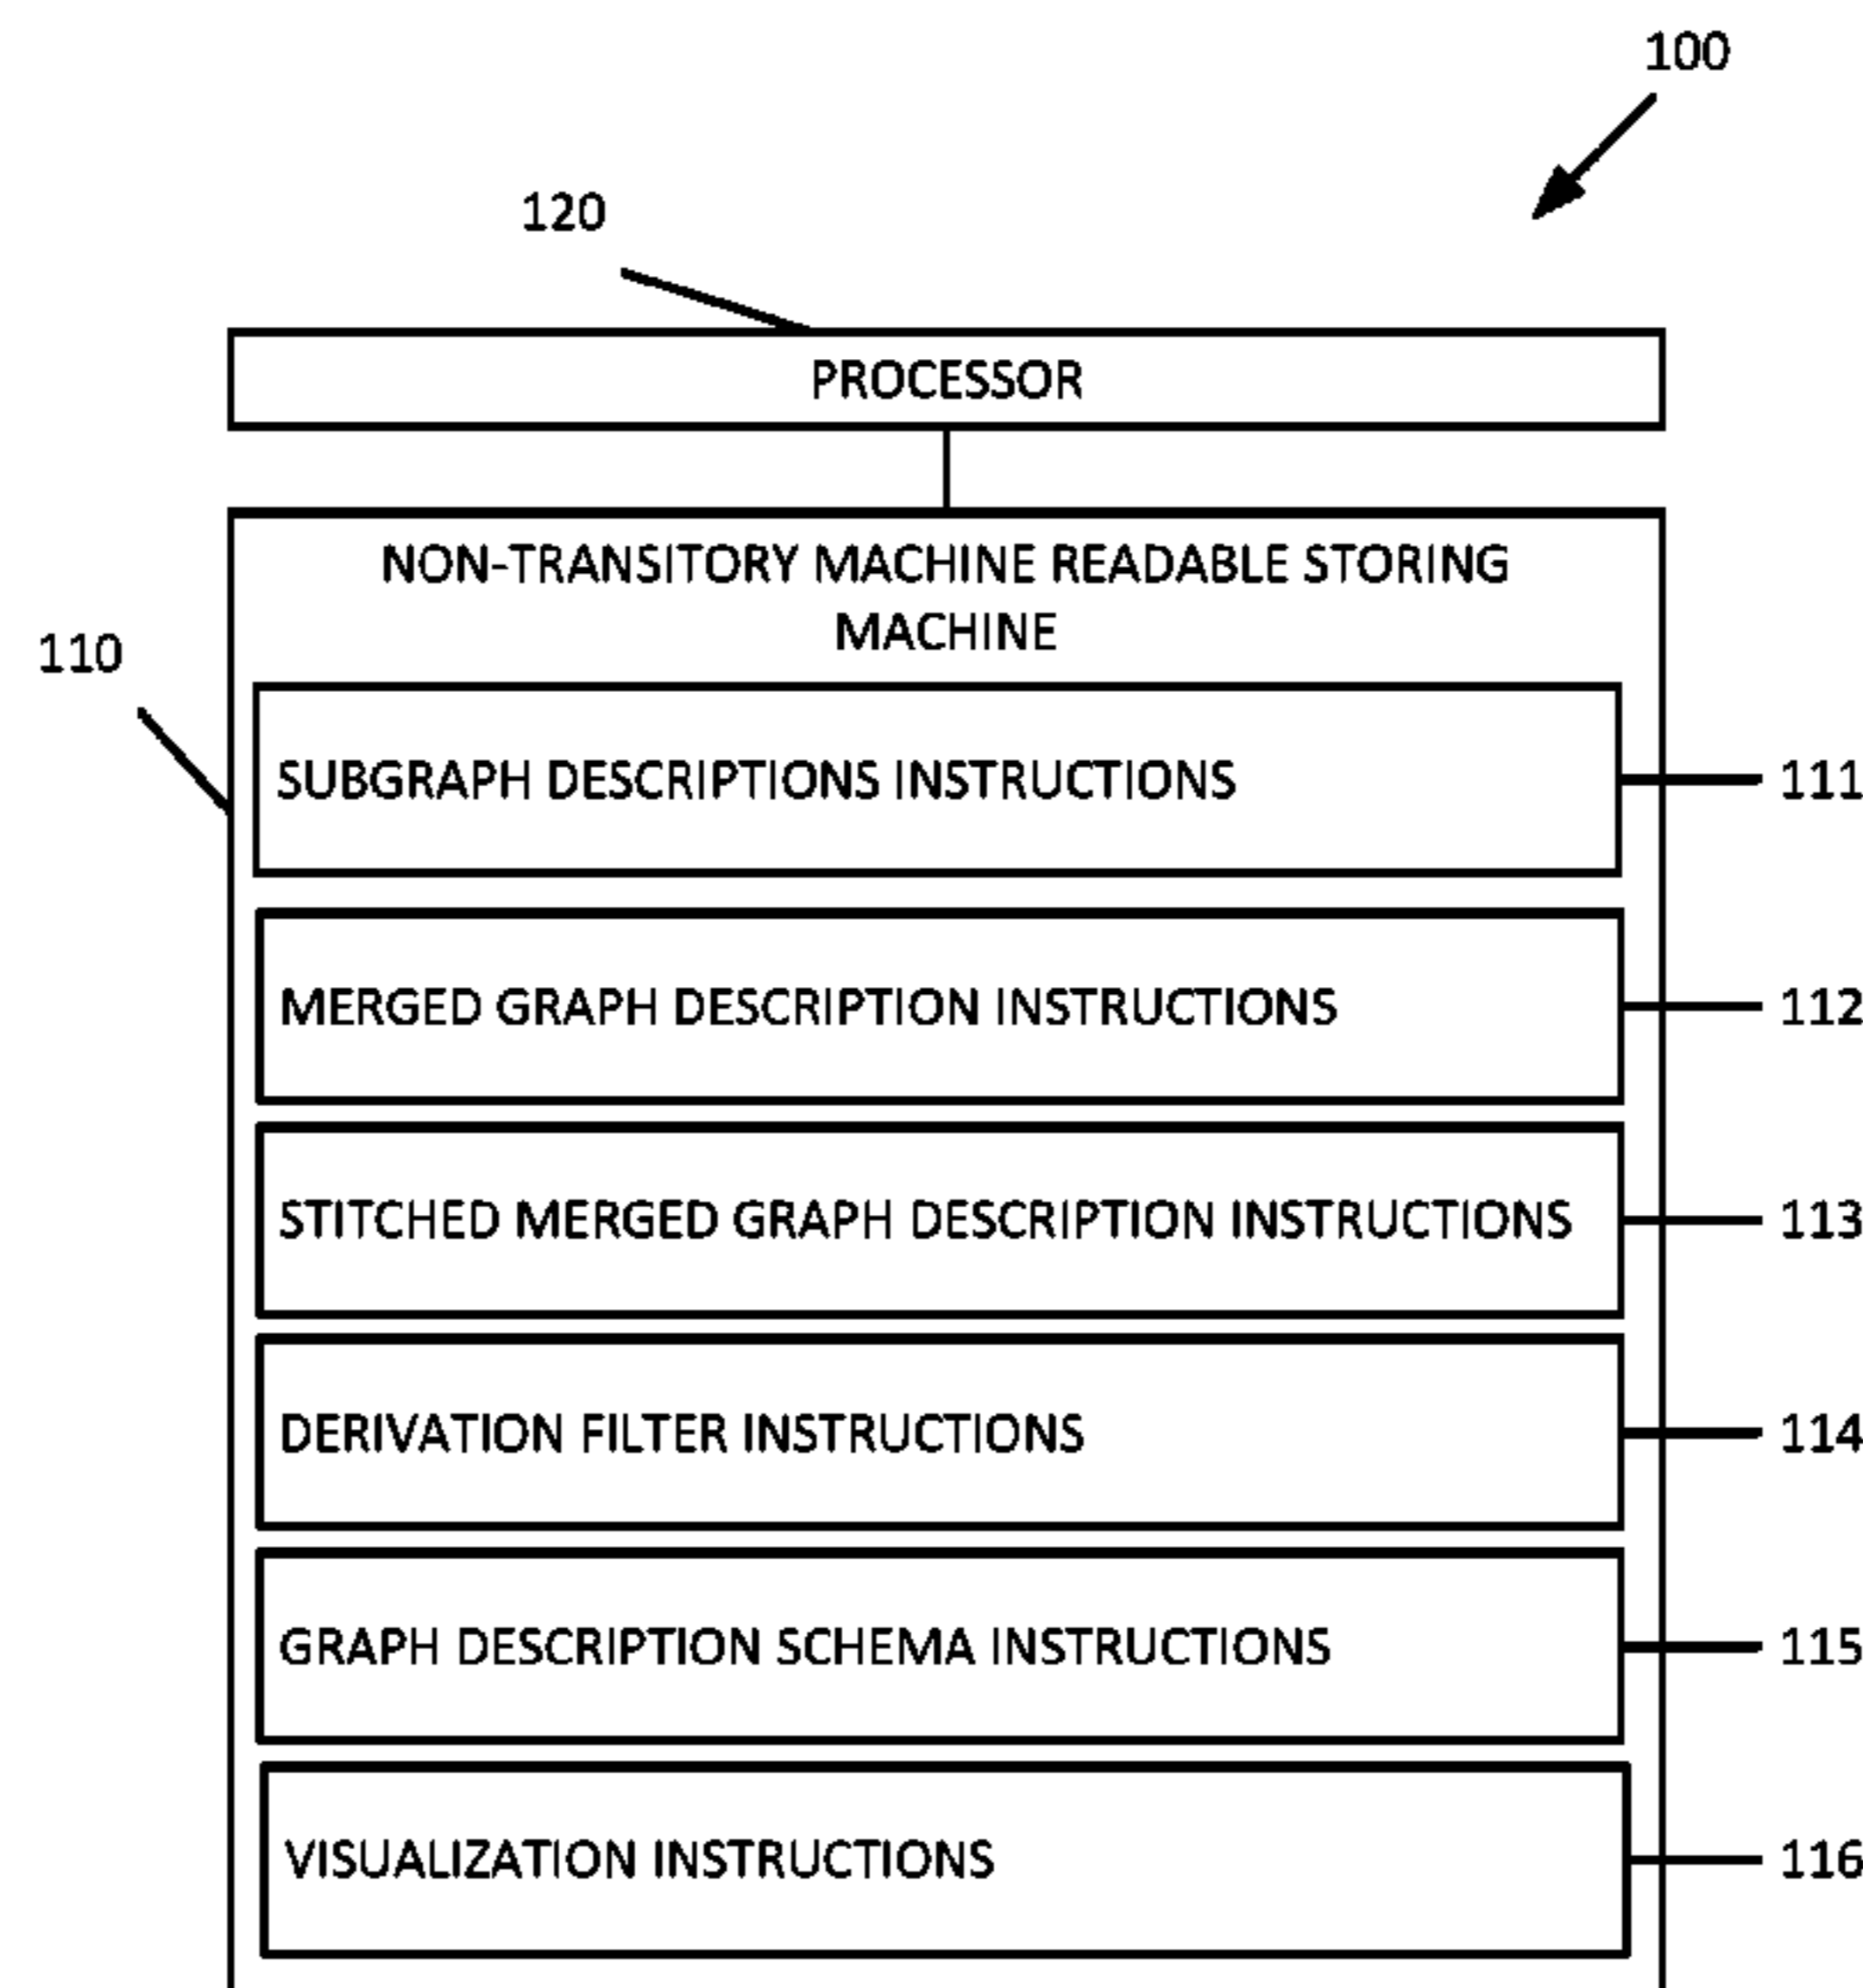 100
120
PROCESSOR
NON-TRANSITORY MACHINE READABLE STORING
MACHINE
110
SUBGRAPH DESCRIPTIONS INSTRUCTIONS
111
MERGED GRAPH DESCRIPTION INSTRUCTIONS
112
STITCHED MERGED GRAPH DESCRIPTION INSTRUCTIONS
113
DERIVATION FILTER INSTRUCTIONS
114
GRAPH DESCRIPTION SCHEMA INSTRUCTIONS
115
VISUALIZATION INSTRUCTIONS
116